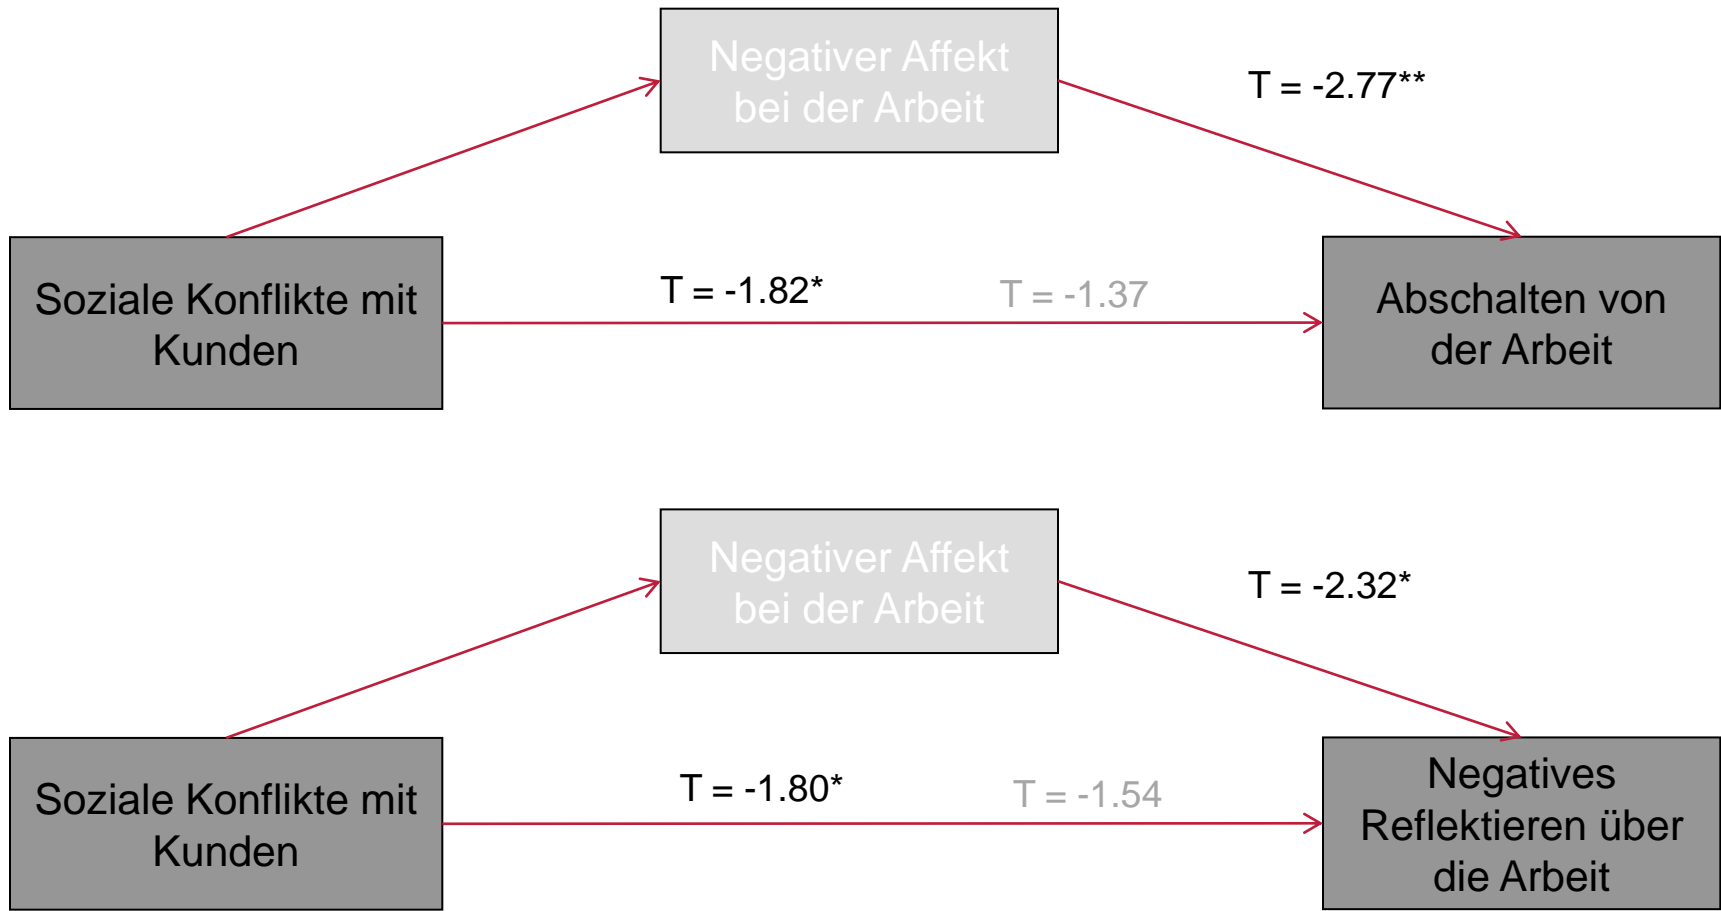 Negativer Affekt
bei der Arbeit
T = -2.77**
Soziale Konflikte mit
Kunden
T = -1.82*
T = -1.37
Abschalten von
der Arbeit
Negativer Affekt
bei der Arbeit
T = -2.32*
Soziale Konflikte mit
Kunden
T = -1.80*
T = -1.54
Negatives
Reflektieren über
die Arbeit